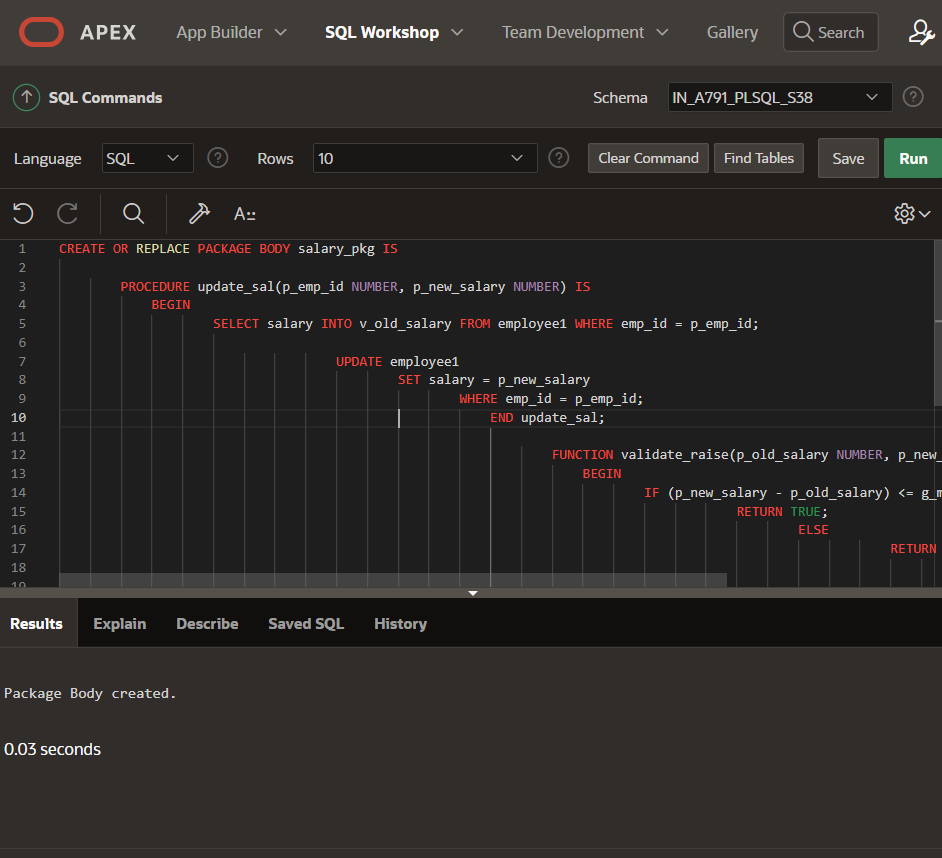 APEX App Builder SQL Workshop Team Development Gallery Search
SQL Commands Schema IN_A791_PLSQL_S38 ?
Language SQL ? Rows 10 ? Clear Command Find Tables Save Run
A::
1 CREATE OR REPLACE PACKAGE BODY salary_pkg IS
2
3 PROCEDURE update_sal(p_emp_id NUMBER, p_new_salary NUMBER) IS
4 BEGIN
5 SELECT salary INTO v_old_salary FROM employee1 WHERE emp_id = p_emp_id;
6
7 UPDATE employee1
8 SET salary = p_new_salary
9 WHERE emp_id = p_emp_id;
10 END update_sal;
11
12 FUNCTION validate_raise(p_old_salary NUMBER, p_new_
13 BEGIN
14 IF (p_new_salary - p_old_salary) <= g_m
15 RETURN TRUE;
16 ELSE
17 RETURN
18
19
Results Explain Describe Saved SQL History
Package Body created.
0.03 seconds